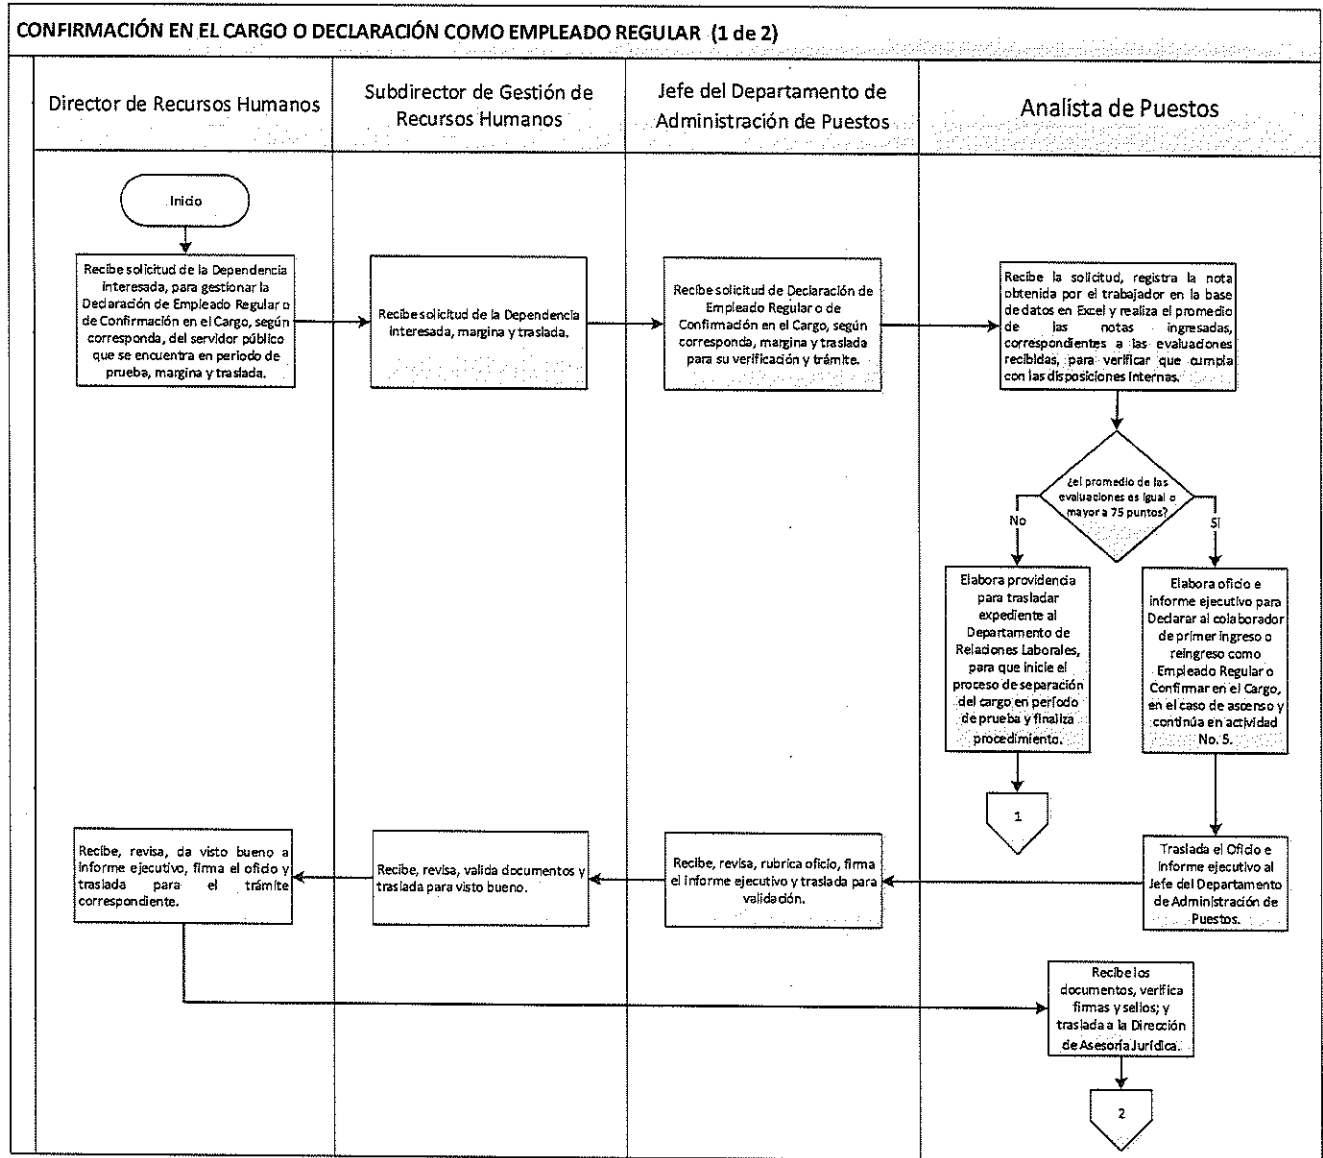 CONFIRMACIÓN EN EL CARGO O DECLARACIÓN COMO EMPLEADO REGULAR (1 de 2)
Director de Recursos Humanos
Subdirector de Gestión de
Recursos Humanos
Jefe del Departamento de
Administración de Puestos
Analista de Puestos
Inicio
Recibe solicitud de la Dependencia
interesada, para gestionar la
Declaración de Empleado Regular o
de Confirmación en el Cargo, según
corresponda, del servidor público
que se encuentra en periodo de
prueba, margina y traslada.
Recibe solicitud de la Dependencia
interesada, margina y traslada.
Recibe solicitud de Declaración de
Empleado Regular o de
Confirmación en el Cargo, según
corresponda, margina y traslada
para su verificación y trámite.
Recibe la solicitud, registra la nota
obtenida por el trabajador en la base
de datos en Excel y realiza el promedio
de las notas ingresadas,
correspondientes a las evaluaciones
recibidas, para verificar que cumpla
con las disposiciones internas.
¿el promedio de las
evaluaciones es igual o
mayor a 75 puntos?
No
SI
Elabora providencia
para trasladar
expediente al
Departamento de
Relaciones Laborales,
para que inicie el
proceso de separación
del cargo en período
de prueba y finaliza
procedimiento.
Elabora oficio e
informe ejecutivo para
Declarar al colaborador
de primer ingreso o
reingreso como
Empleado Regular o
Confirmar en el Cargo,
en el caso de ascenso y
continúa en actividad
No. 5.
1
Recibe, revisa, da visto bueno a
informe ejecutivo, firma el oficio y
traslada para el trámite
correspondiente.
Recibe, revisa, valida documentos y
traslada para visto bueno.
Recibe, revisa, rubrica oficio, firma
el informe ejecutivo y traslada para
validación.
Traslada el Oficio e
informe ejecutivo al
Jefe del Departamento
de Administración de
Puestos.
Recibe los
documentos, verifica
firmas y sellos; y
traslada a la Dirección
de Asesoría Jurídica.
2